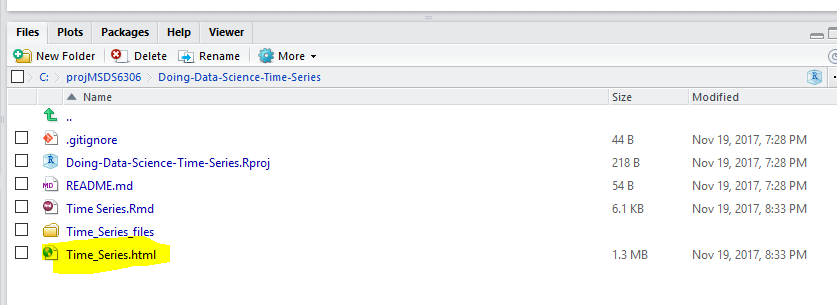 Files Plots Packages Help Viewer
New Folder Delete Rename More
C: projMSDS6306 Doing-Data-Science-Time-Series
Name Size Modified
..
.gitignore 44 B Nov 19, 2017, 7:28 PM
Doing-Data-Science-Time-Series.Rproj 218 B Nov 19, 2017, 7:28 PM
README.md 54 B Nov 19, 2017, 7:28 PM
Time Series.Rmd 6.1 KB Nov 19, 2017, 8:33 PM
Time_Series_files
Time_Series.html 1.3 MB Nov 19, 2017, 8:33 PM